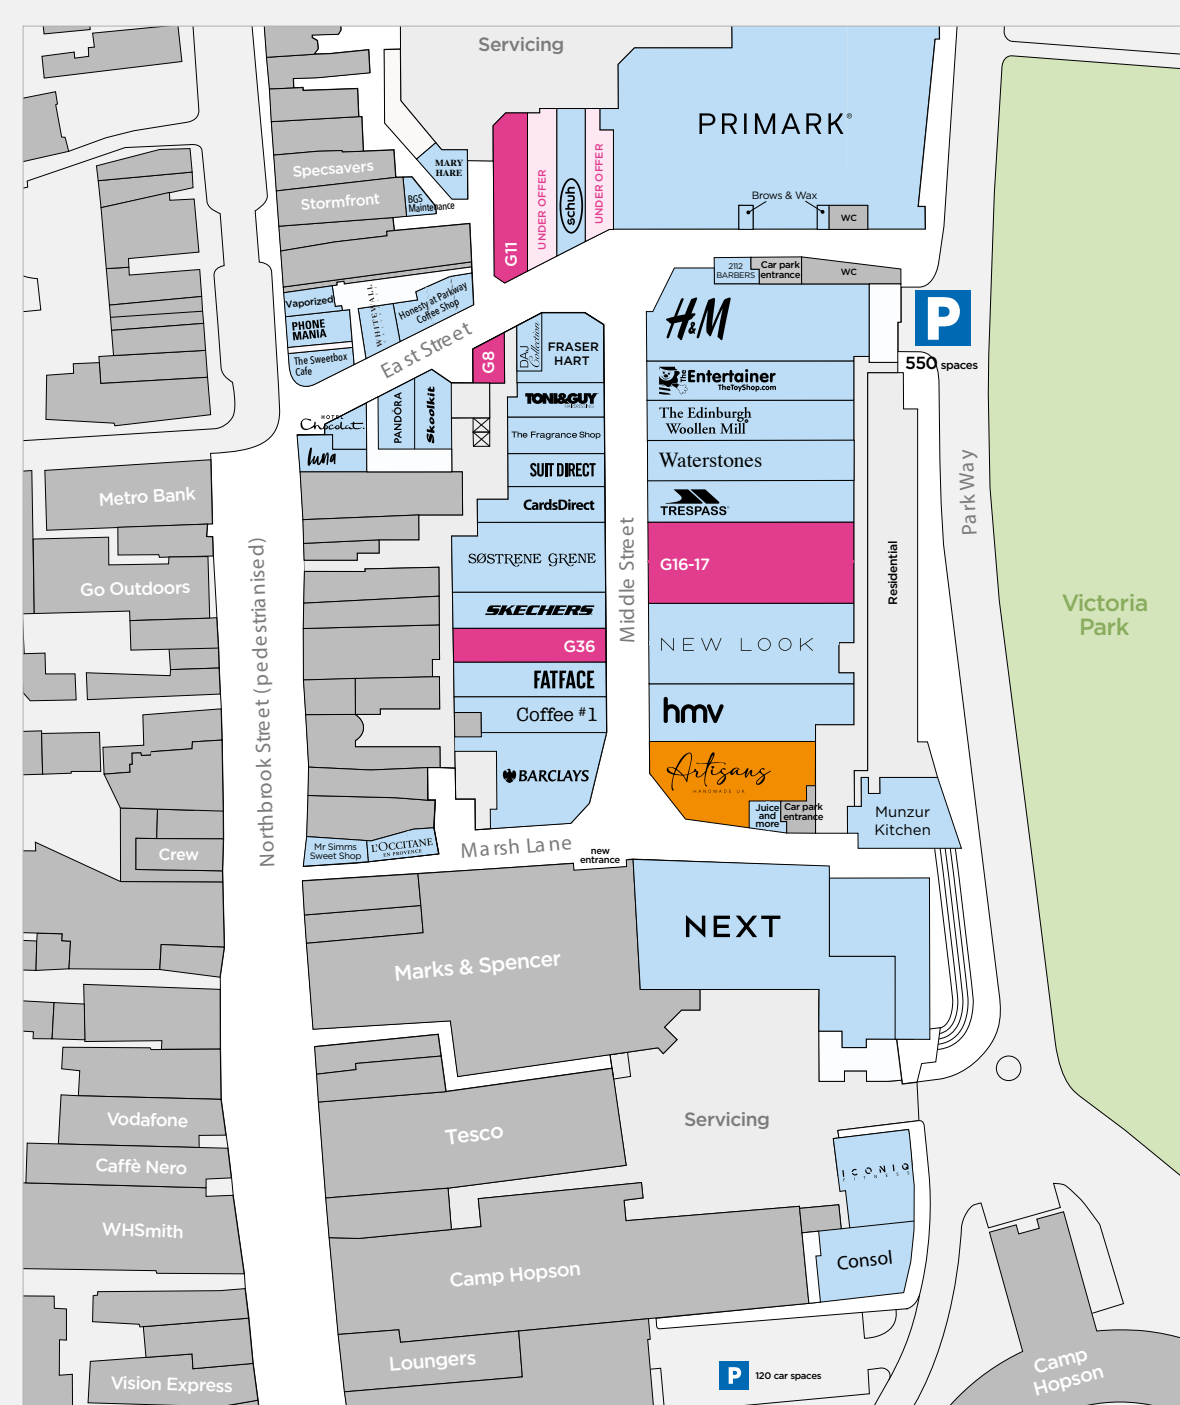 Servicing
PRIMARK®
MARY
HARE
Specsavers
Stormfront
BGS
Maintenance
G11
UNDER OFFER
schuh
UNDER OFFER
Brows & Wax
WC
2112
BARBERS
Car park
entrance
WC
P
550 spaces
Vaporized
PHONE
MANIA
The Sweetbox
Cafe
WHITEWALL
Honesty at Parkway
Coffee Shop
East Street
G8
DAJ
Collection
FRASER
HART
H&M
HOTEL
Chocolat.
luna
PANDÖRA
Skoolkit
TONI&GUY
The Fragrance Shop
SUIT DIRECT
CardsDirect
SØSTRENE GRENE
SKECHERS
G36
FATFACE
Coffee #1
BARCLAYS
Middle Street
The Entertainer
TheToyShop.com
The Edinburgh
Woollen Mill
Waterstones
TRESPASS
G16-17
NEW LOOK
hmv
Artisans
HANDMADE UK
Juice
and
more
Car park
entrance
Residential
Munzur
Kitchen
Park Way
Victoria
Park
Metro Bank
Go Outdoors
Northbrook Street (pedestrianised)
Crew
Mr Simms
Sweet Shop
L'OCCITANE
EN PROVENCE
Marsh Lane
new
entrance
NEXT
Marks & Spencer
Servicing
Vodafone
Caffè Nero
WHSmith
Tesco
Camp Hopson
ICONIQ
FITNESS
Consol
Loungers
Vision Express
P
120 car spaces
Camp
Hopson